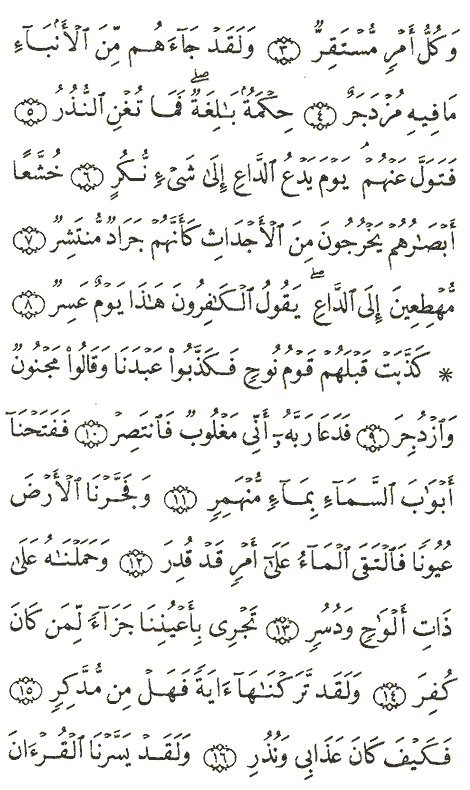 وَكُلُّ أَمْرٍ مُّسْتَقِرٌّ ﴿٣﴾ وَلَقَدْ جَآءَهُم مِّنَ ٱلْأَنۢبَآءِ
مَا فِيهِ مُزْدَجَرٌ ﴿٤﴾ حِكْمَةٌۢ بَٰلِغَةٌۖ فَمَا تُغْنِ ٱلنُّذُرُ ﴿٥﴾
فَتَوَلَّ عَنْهُمْۘ يَوْمَ يَدْعُ ٱلدَّاعِ إِلَىٰ شَىْءٍ نُّكُرٍ ﴿٦﴾ خُشَّعًا
أَبْصَٰرُهُمْ يَخْرُجُونَ مِنَ ٱلْأَجْدَاثِ كَأَنَّهُمْ جَرَادٌ مُّنتَشِرٌ ﴿٧﴾
مُّهْطِعِينَ إِلَى ٱلدَّاعِۖ يَقُولُ ٱلْكَٰفِرُونَ هَٰذَا يَوْمٌ عَسِرٌ ﴿٨﴾
* كَذَّبَتْ قَبْلَهُمْ قَوْمُ نُوحٍ فَكَذَّبُوا۟ عَبْدَنَا وَقَالُوا۟ مَجْنُونٌ
وَٱزْدُجِرَ ﴿٩﴾ فَدَعَا رَبَّهُۥٓ أَنِّى مَغْلُوبٌ فَٱنتَصِرْ ﴿١٠﴾ فَفَتَحْنَآ
أَبْوَٰبَ ٱلسَّمَآءِ بِمَآءٍ مُّنْهَمِرٍ ﴿١١﴾ وَفَجَّرْنَا ٱلْأَرْضَ
عُيُونًا فَٱلْتَقَى ٱلْمَآءُ عَلَىٰٓ أَمْرٍ قَدْ قُدِرَ ﴿١٢﴾ وَحَمَلْنَٰهُ عَلَىٰ
ذَاتِ أَلْوَٰحٍ وَدُسُرٍ ﴿١٣﴾ تَجْرِى بِأَعْيُنِنَا جَزَآءً لِّمَن كَانَ
كُفِرَ ﴿١٤﴾ وَلَقَد تَّرَكْنَٰهَآ ءَايَةً فَهَلْ مِن مُّدَّكِرٍ ﴿١٥﴾
فَكَيْفَ كَانَ عَذَابِى وَنُذُرِ ﴿١٦﴾ وَلَقَدْ يَسَّرْنَا ٱلْقُرْءَانَ